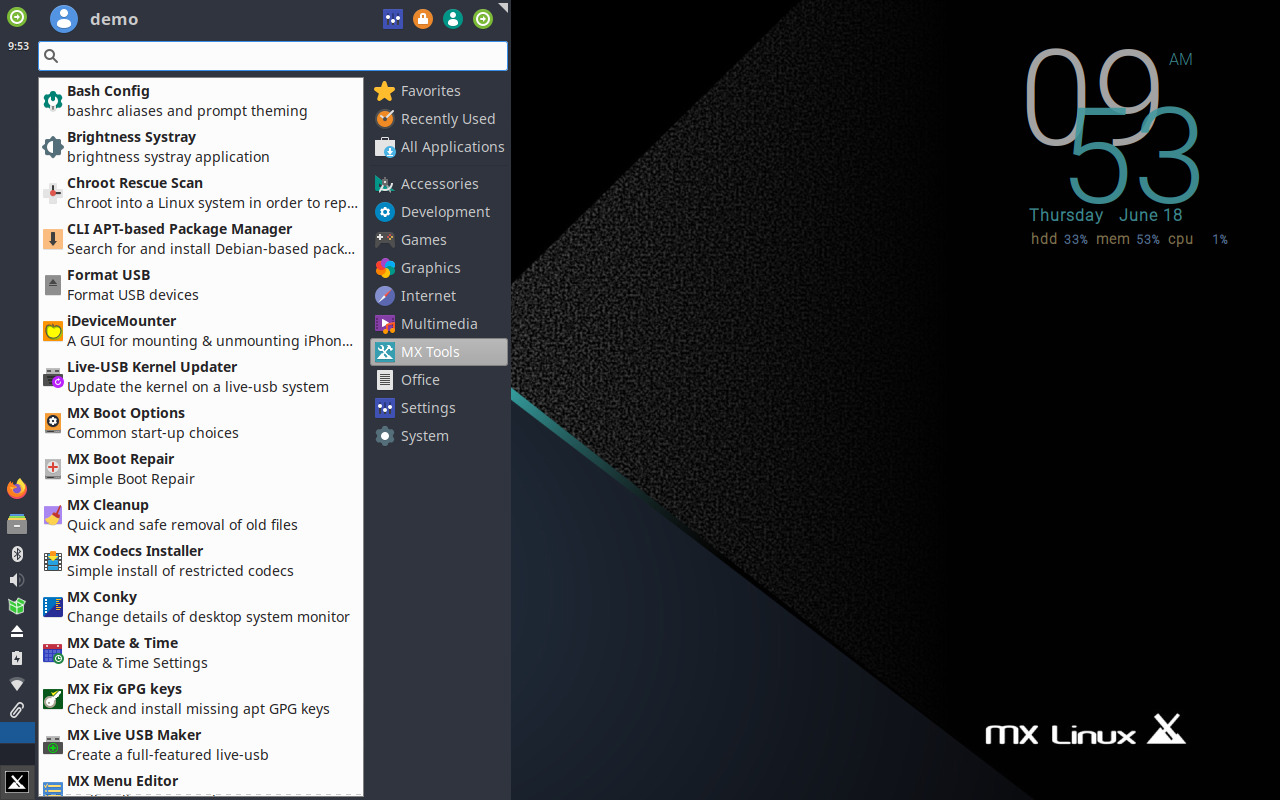 demo
9:53
Bash Config
bashrc aliases and prompt theming
Brightness Systray
brightness systray application
Chroot Rescue Scan
Chroot into a Linux system in order to rep...
CLI APT-based Package Manager
Search for and install Debian-based pack...
Format USB
Format USB devices
iDeviceMounter
A GUI for mounting & unmounting iPhon...
Live-USB Kernel Updater
Update the kernel on a live-usb system
MX Boot Options
Common start-up choices
MX Boot Repair
Simple Boot Repair
MX Cleanup
Quick and safe removal of old files
MX Codecs Installer
Simple install of restricted codecs
MX Conky
Change details of desktop system monitor
MX Date & Time
Date & Time Settings
MX Fix GPG keys
Check and install missing apt GPG keys
MX Live USB Maker
Create a full-featured live-usb
MX Menu Editor
Favorites
Recently Used
All Applications
Accessories
Development
Games
Graphics
Internet
Multimedia
MX Tools
Office
Settings
System
09 AM
53
Thursday June 18
hdd 33% mem 53% cpu 1%
MX Linux